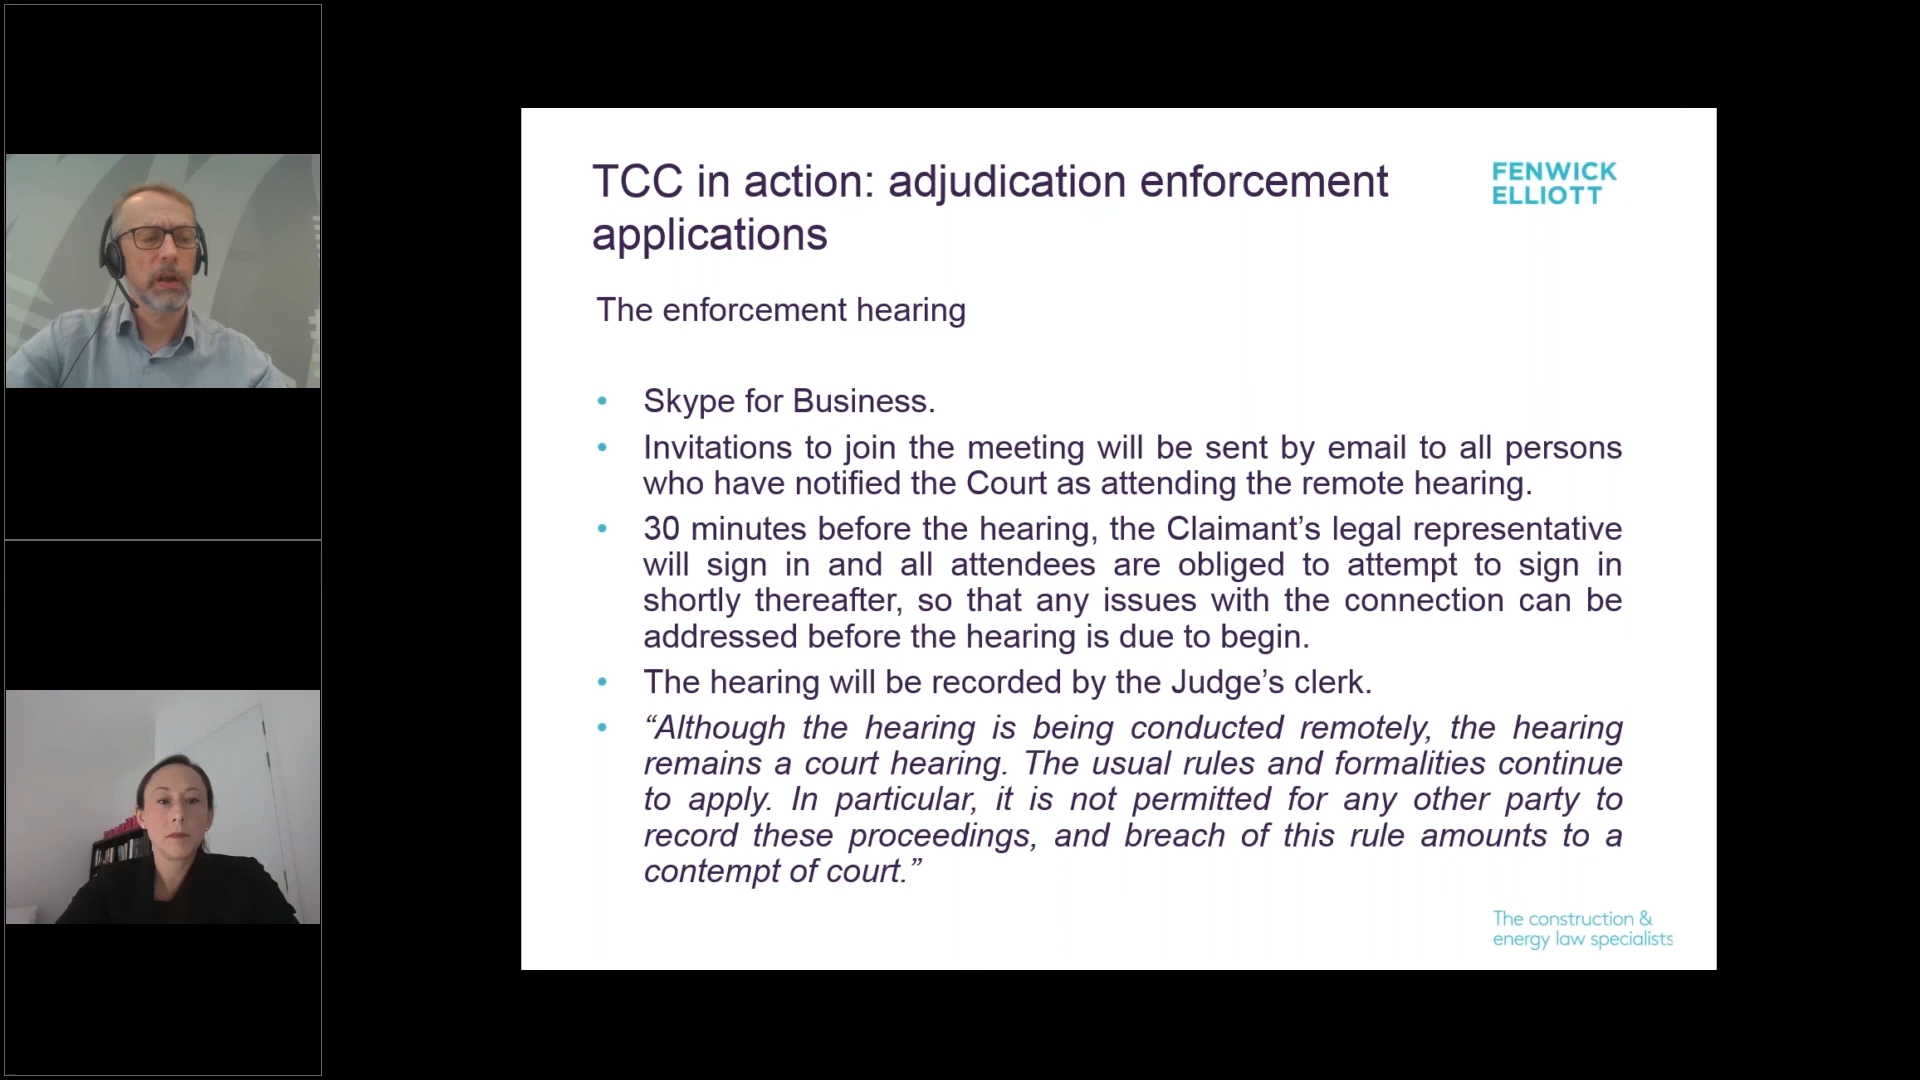 TCC in action: adjudication enforcement
applications
FENWICK
ELLIOTT
The enforcement hearing
• Skype for Business.
• Invitations to join the meeting will be sent by email to all persons
who have notified the Court as attending the remote hearing.
• 30 minutes before the hearing, the Claimant’s legal representative
will sign in and all attendees are obliged to attempt to sign in
shortly thereafter, so that any issues with the connection can be
addressed before the hearing is due to begin.
• The hearing will be recorded by the Judge’s clerk.
• “Although the hearing is being conducted remotely, the hearing
remains a court hearing. The usual rules and formalities continue
to apply. In particular, it is not permitted for any other party to
record these proceedings, and breach of this rule amounts to a
contempt of court.”
The construction &
energy law specialists